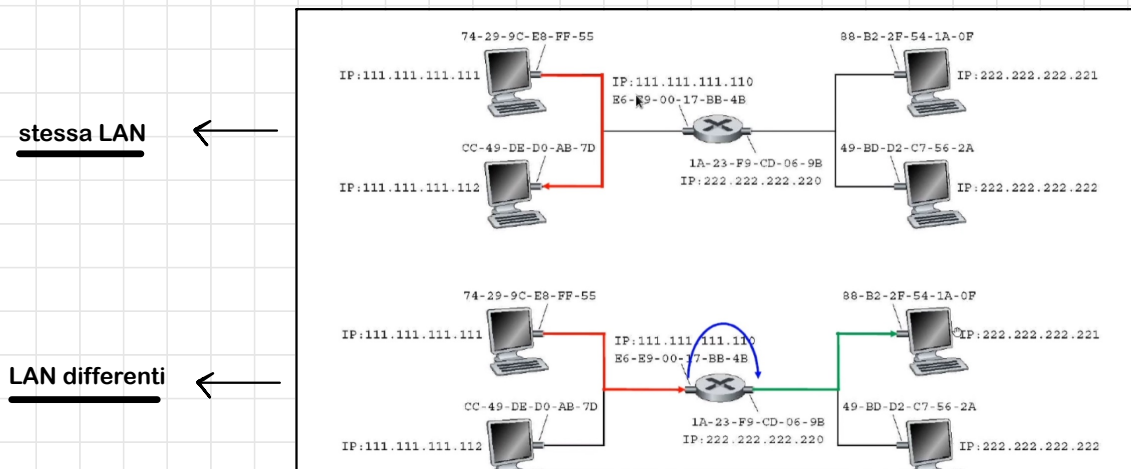 74-29-9C-E8-FF-55
88-B2-2F-54-1A-0F
IP:111.111.111.111
IP:111.111.111.110
IP:222.222.222.221
E6-E9-00-17-BB-4B
stessa LAN
CC-49-DE-D0-AB-7D
1A-23-F9-CD-06-9B
49-BD-D2-C7-56-2A
IP:111.111.111.112
IP:222.222.222.220
IP:222.222.222.222
74-29-9C-E8-FF-55
88-B2-2F-54-1A-0F
IP:111.111.111.111
IP:111.111.111.110
IP:222.222.222.221
E6-E9-00-17-BB-4B
LAN differenti
CC-49-DE-D0-AB-7D
1A-23-F9-CD-06-9B
49-BD-D2-C7-56-2A
IP:111.111.111.112
IP:222.222.222.220
IP:222.222.222.222